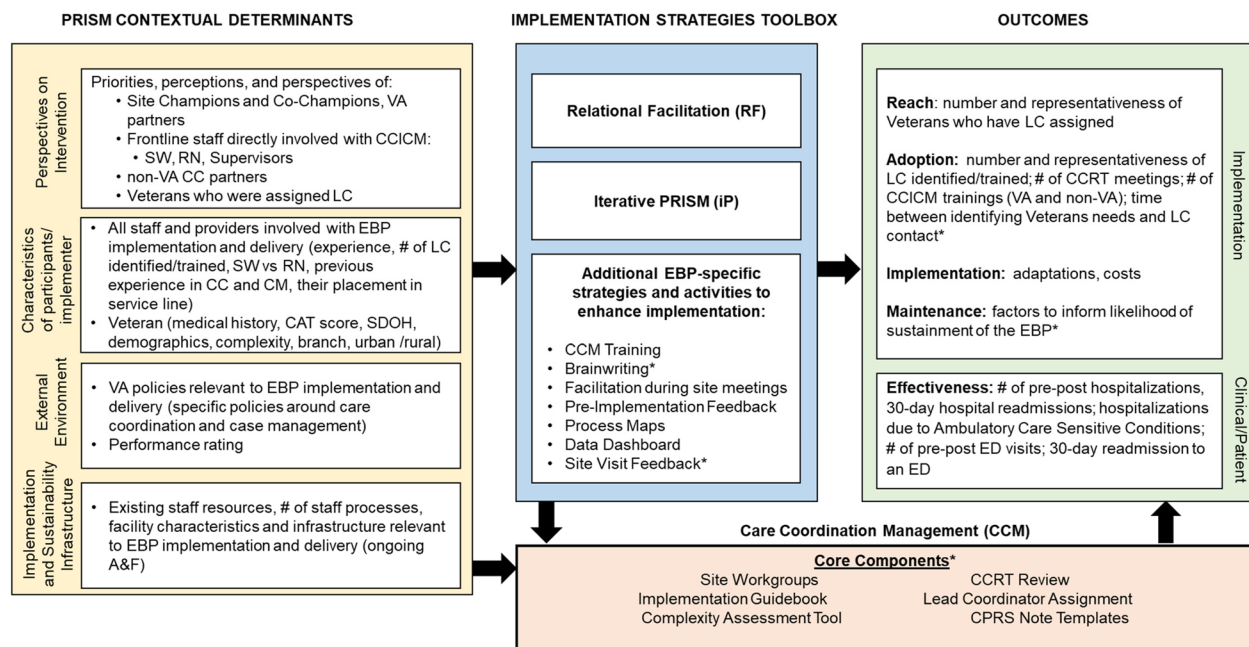 PRISM CONTEXTUAL DETERMINANTS
Perspectives on
Intervention
Priorities, perceptions, and perspectives of:
• Site Champions and Co-Champions, VA
partners
• Frontline staff directly involved with CCICM:
• SW, RN, Supervisors
• non-VA CC partners
• Veterans who were assigned LC
Characteristics
of participants/
implementer
• All staff and providers involved with EBP
implementation and delivery (experience, # of LC
identified/trained, SW vs RN, previous
experience in CC and CM, their placement in
service line)
• Veteran (medical history, CAT score, SDOH,
demographics, complexity, branch, urban /rural)
External
Environment
• VA policies relevant to EBP implementation and
delivery (specific policies around care
coordination and case management)
• Performance rating
Implementation
and Sustainability
Infrastructure
• Existing staff resources, # of staff processes,
facility characteristics and infrastructure relevant
to EBP implementation and delivery (ongoing
A&F)
IMPLEMENTATION STRATEGIES TOOLBOX
Relational Facilitation (RF)
Iterative PRISM (iP)
Additional EBP-specific
strategies and activities to
enhance implementation:
• CCM Training
• Brainwriting*
• Facilitation during site meetings
• Pre-Implementation Feedback
• Process Maps
• Data Dashboard
• Site Visit Feedback*
OUTCOMES
Reach: number and representativeness of
Veterans who have LC assigned
Adoption: number and representativeness of
LC identified/trained; # of CCRT meetings; # of
CCICM trainings (VA and non-VA); time
between identifying Veterans needs and LC
contact*
Implementation: adaptations, costs
Maintenance: factors to inform likelihood of
sustainment of the EBP*
Implementation
Effectiveness: # of pre-post hospitalizations,
30-day hospital readmissions; hospitalizations
due to Ambulatory Care Sensitive Conditions;
# of pre-post ED visits; 30-day readmission to
an ED
Clinical/Patient
Care Coordination Management (CCM)
Core Components*
Site Workgroups
Implementation Guidebook
Complexity Assessment Tool
CCRT Review
Lead Coordinator Assignment
CPRS Note Templates